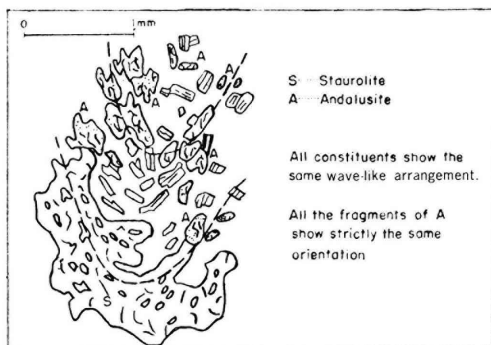 0 1mm
S Staurolite
A Andalusite
All constituents show the
same wave-like arrangement.
All the fragments of A
show strictly the same
orientation
A
A
A
A
A
A
A
S